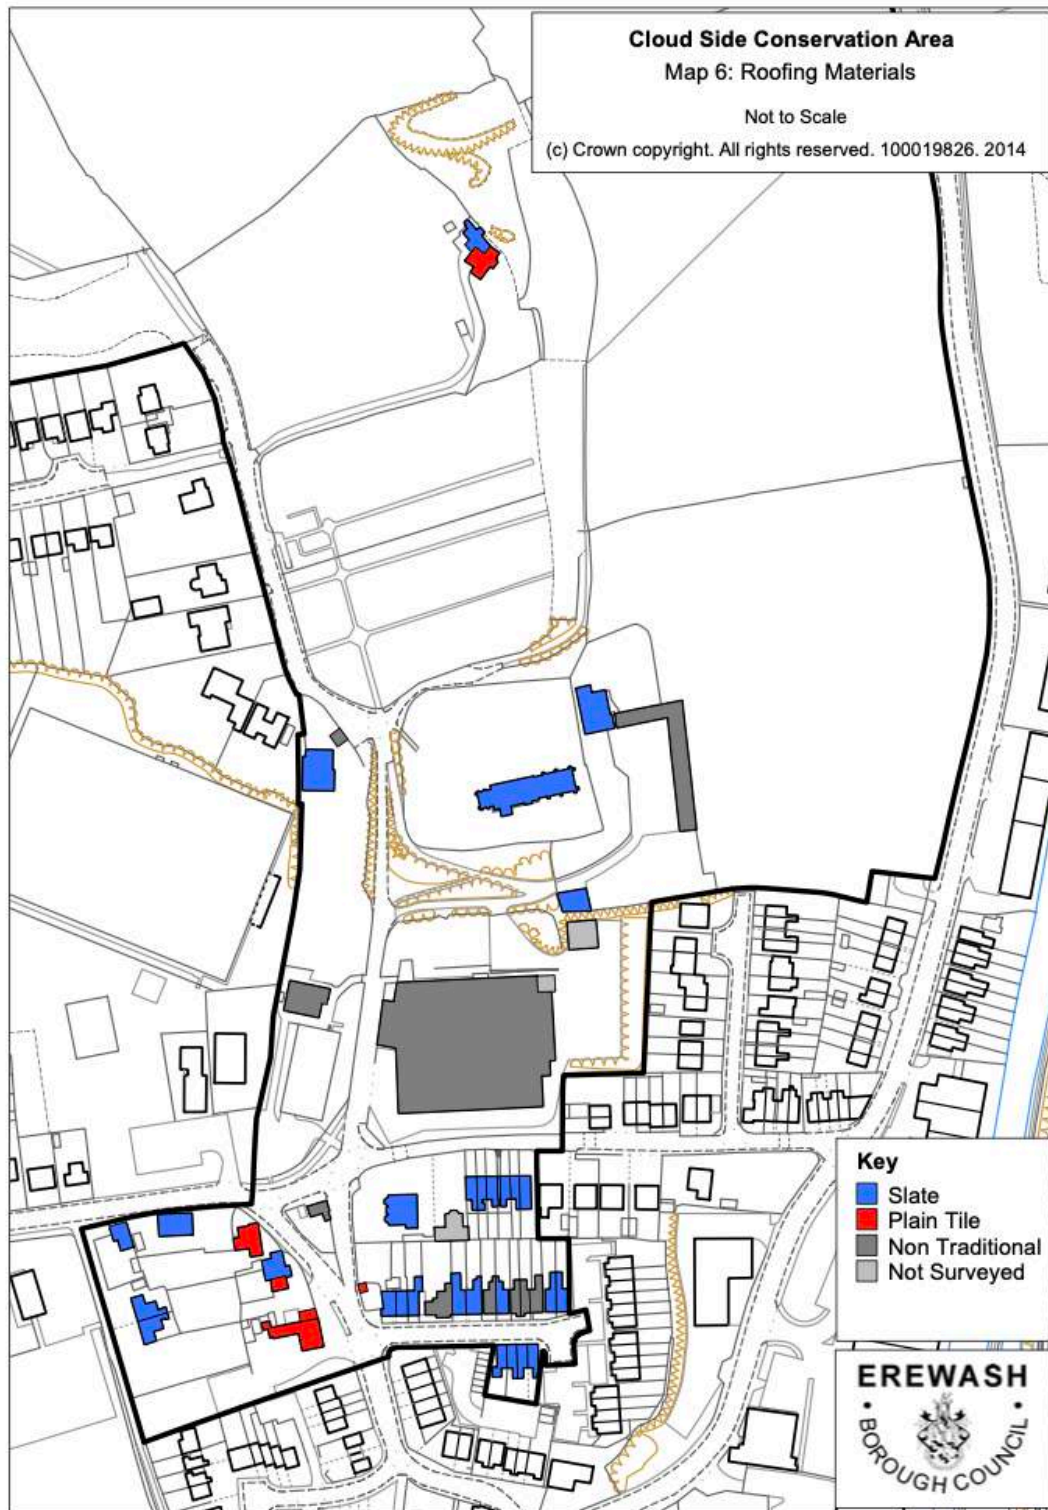 Cloud Side Conservation Area
Map 6: Roofing Materials
Not to Scale
(c) Crown copyright. All rights reserved. 100019826. 2014
Key
Slate
Plain Tile
Non Traditional
Not Surveyed
EREWASH
• BOROUGH COUNCIL •